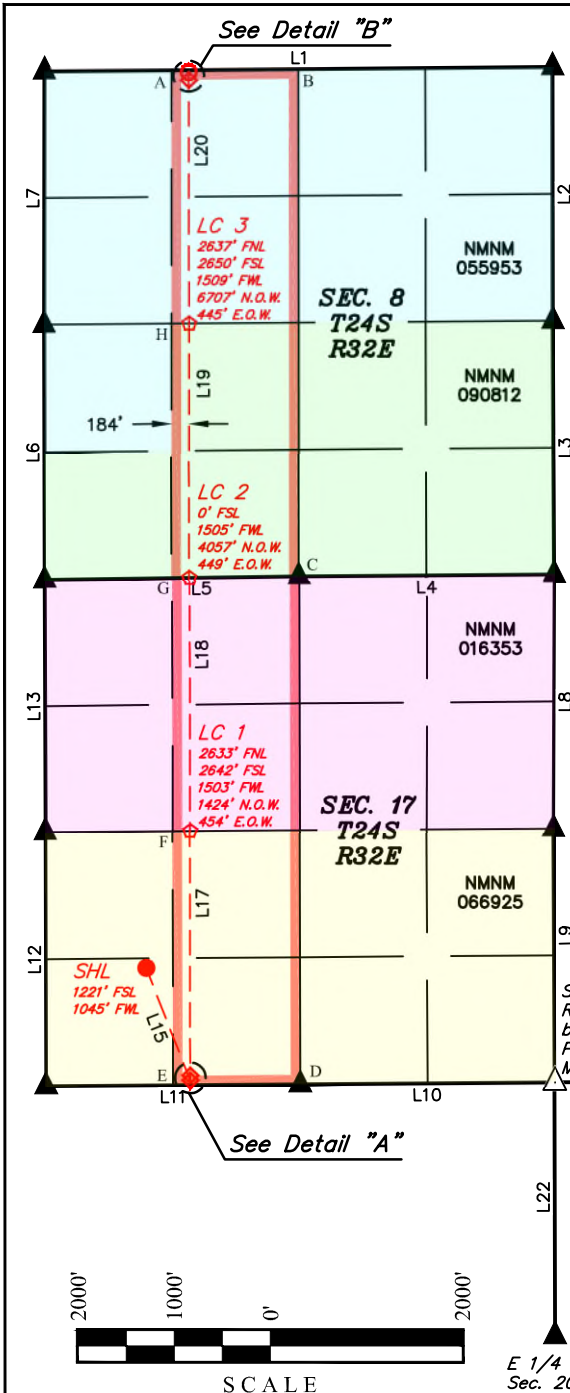 See Detail "B"
L1
A
B
L20
L7
L2
LC 3
2637' FNL
2650' FSL
1509' FWL
6707' N.O.W.
445' E.O.W.
SEC. 8
T24S
R32E
NMNM
055953
H
L19
NMNM
090812
184'
L6
L3
LC 2
0' FSL
1505' FWL
4057' N.O.W.
449' E.O.W.
C
G
L5
L4
L18
NMNM
016353
L13
L8
LC 1
2633' FNL
2642' FSL
1503' FWL
1424' N.O.W.
454' E.O.W.
SEC. 17
T24S
R32E
F
L17
NMNM
066925
L12
L9
SHL
1221' FSL
1045' FWL
L15
S
R
b
F
M
E
D
L11
L10
See Detail "A"
L22
2000'
1000'
0'
2000'
SCALE
E 1/4
Sec. 20